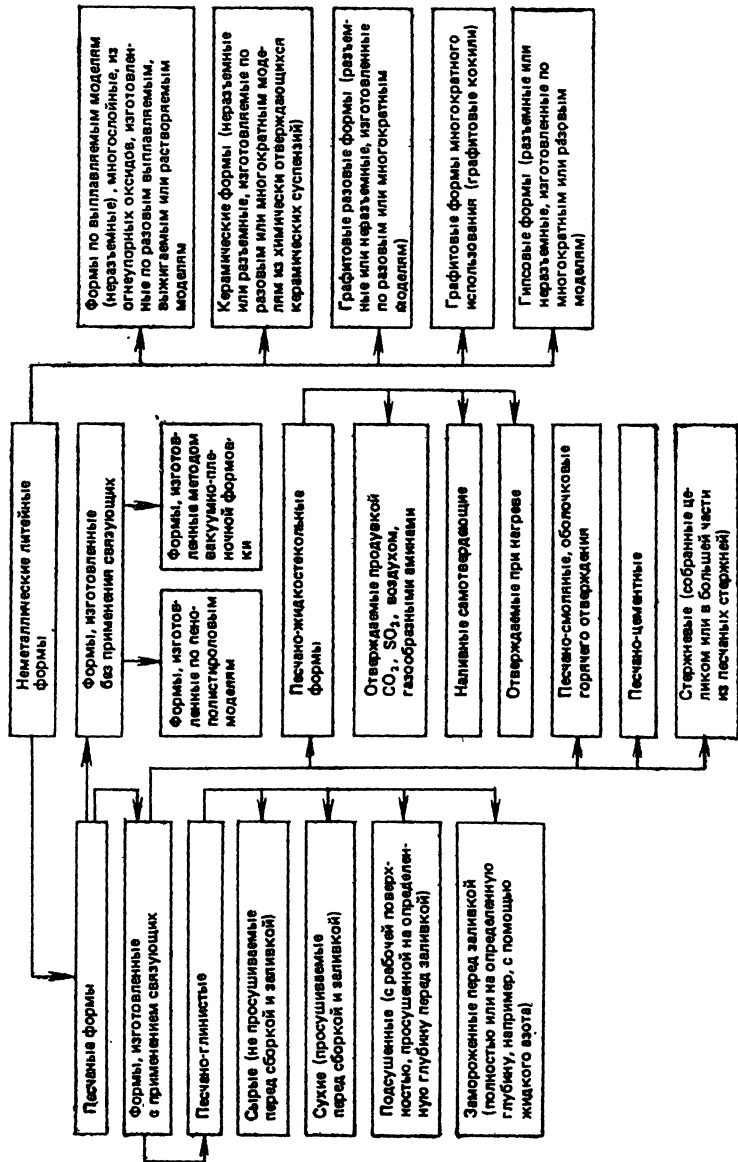 Неметаллические литейные
формы
Песчаные формы
Формы, изготовленные
с применением связующих
Песчано-глинистые
Сырые (не просушиваемые
перед сборкой и заливкой)
Сухие (просушиваемые
перед сборкой и заливкой)
Подсушенные (с рабочей поверх-
ностью, просушенной на определен-
ную глубину перед заливкой)
Замороженные перед заливкой
(полностью или на определенную
глубину, например, с помощью
жидкого азота)
Формы, изготовленные
без применения связующих
Формы, изготов-
ленные по пено-
полистироловым
моделям
Формы, изготов-
ленные методом
вакуумно-пле-
ночной формов-
ки
Песчано-жидкостекольные
формы
Отверждаемые продувкой
CO2, SO2, воздухом,
газообразными аминами
Наливные самотвердеющие
Отверждаемые при нагреве
Песчано-смоляные, оболочковые
горячего отверждения
Песчано-цементные
Стержневые (собранные це-
ликом или в большей части
из песчаных стержней)
Формы по выплавляемым моделям
(неразъемные), многослойные, из
огнеупорных оксидов, изготовлен-
ные по разовым выплавляемым,
выжигаемым или растворяемым
моделям
Керамические формы (неразъемные
или разъемные, изготовляемые по
разовым или многократным моде-
лям из химически отверждающихся
керамических суспензий)
Графитовые разовые формы (разъем-
ные или неразъемные, изготовленные
по разовым или многократным
моделям)
Графитовые формы многократного
использования (графитовые кокили)
Гипсовые формы (разъемные или
неразъемные, изготовленные по
многократным или разовым
моделям)